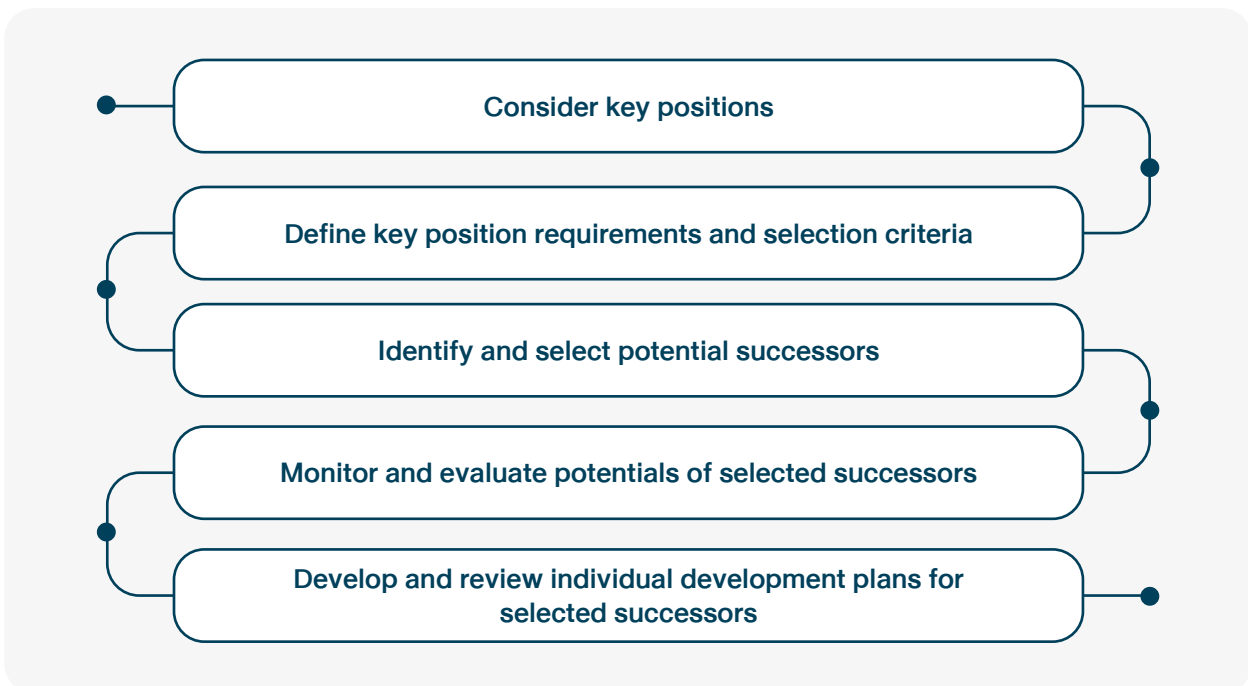 Consider key positions
Define key position requirements and selection criteria
Identify and select potential successors
Monitor and evaluate potentials of selected successors
Develop and review individual development plans for
selected successors